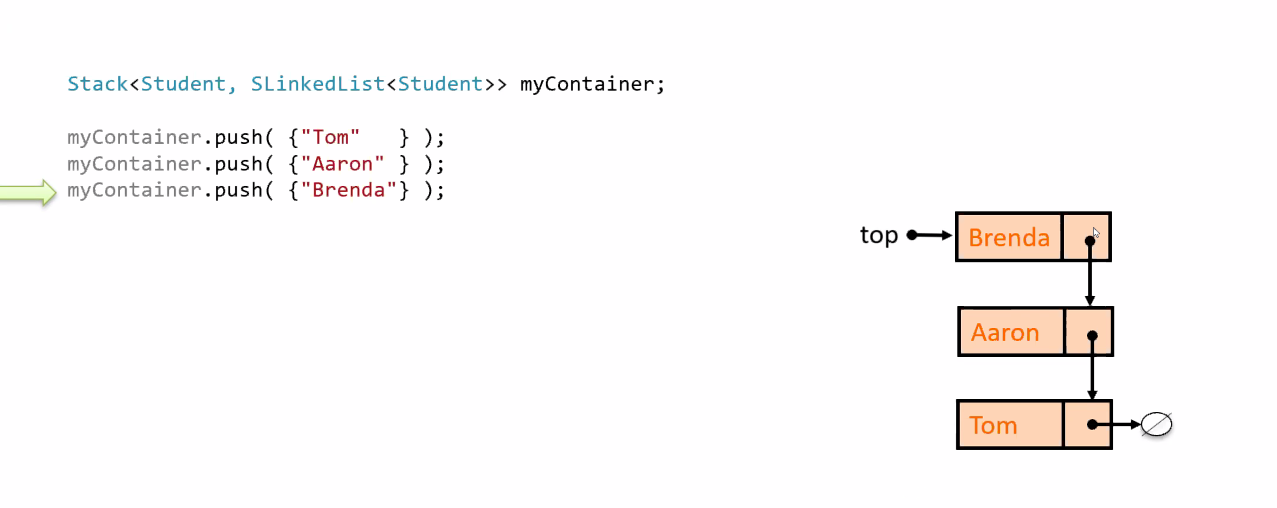 Stack<Student, SLinkedList<Student>> myContainer;
myContainer.push( {"Tom"   } );
myContainer.push( {"Aaron" } );
myContainer.push( {"Brenda"} );
top
Brenda
Aaron
Tom